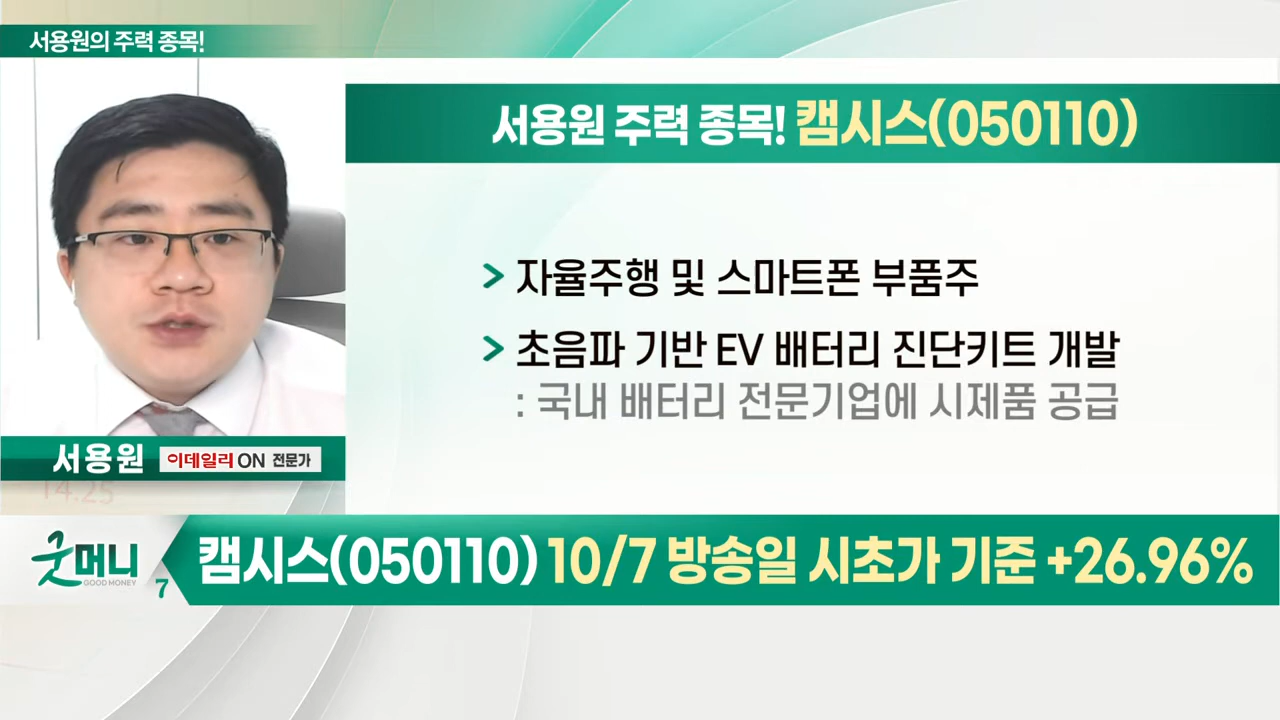 서용원의 주력 종목!
서용원 주력 종목! 캠시스(050110)
> 자율주행 및 스마트폰 부품주
> 초음파 기반 EV 배터리 진단키트 개발
: 국내 배터리 전문기업에 시제품 공급
서용원 이데일리 ON 전문가
14.25
굿머니 7
GOOD MONEY
캠시스(050110) 10/7 방송일 시초가 기준 +26.96%